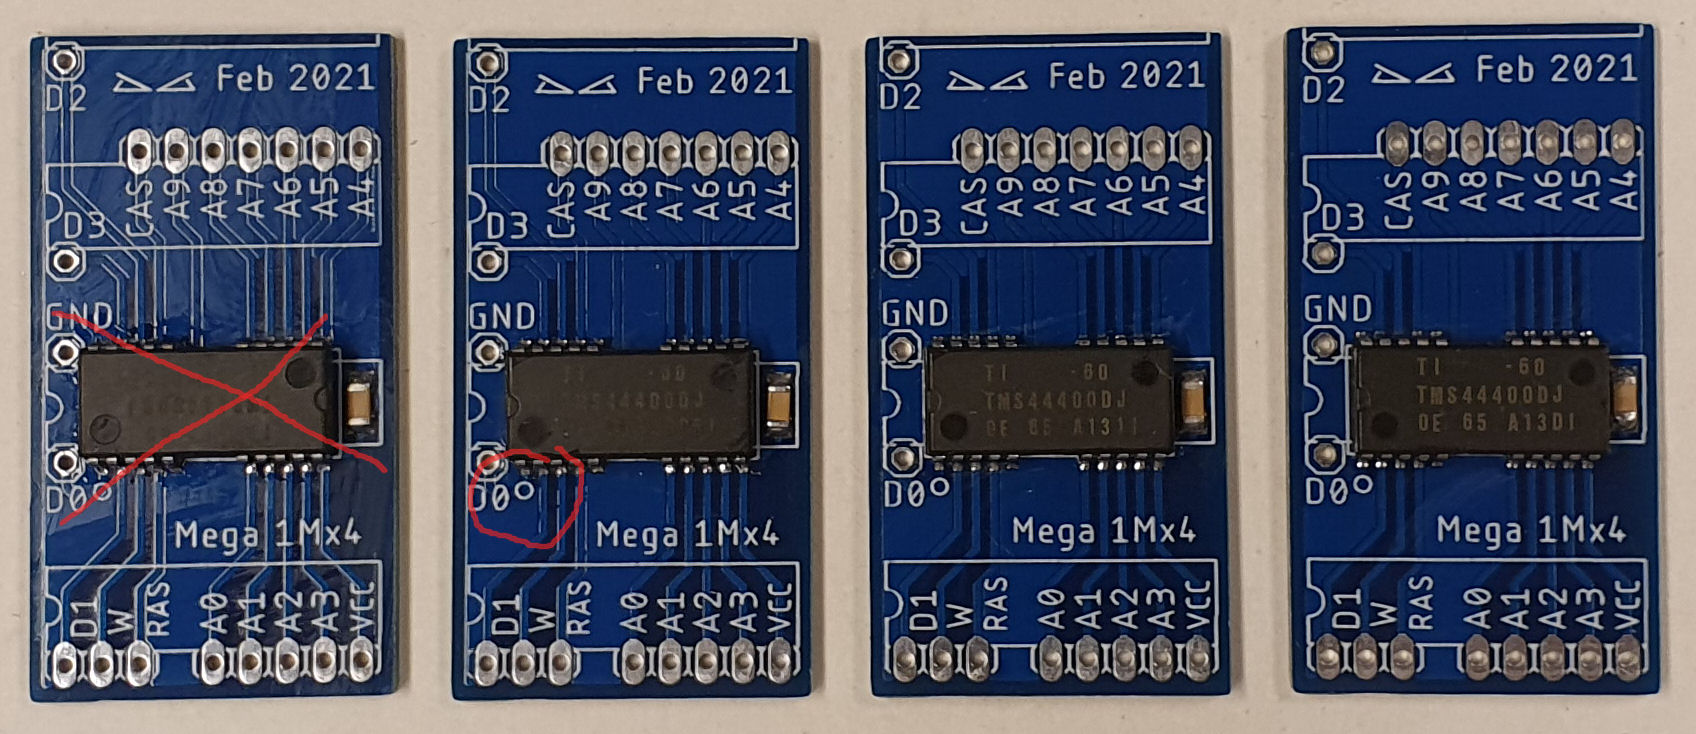 Feb 2021
D2
CAS A9 A8 A7 A6 A5 A4
D3
GND
D0
Mega 1Mx4
D1 W RAS A0 A1 A2 A3 VCC
Feb 2021
D2
CAS A9 A8 A7 A6 A5 A4
D3
GND
TMS44400DJ
D0
Mega 1Mx4
D1 W RAS A0 A1 A2 A3 VCC
Feb 2021
D2
CAS A9 A8 A7 A6 A5 A4
D3
GND
TI -60
TMS44400DJ
D0
Mega 1Mx4
D1 W RAS A0 A1 A2 A3 VCC
Feb 2021
D2
CAS A9 A8 A7 A6 A5 A4
D3
GND
TI -60
TMS44400DJ
0E 65 A13DI
D0
Mega 1Mx4
D1 W RAS A0 A1 A2 A3 VCC